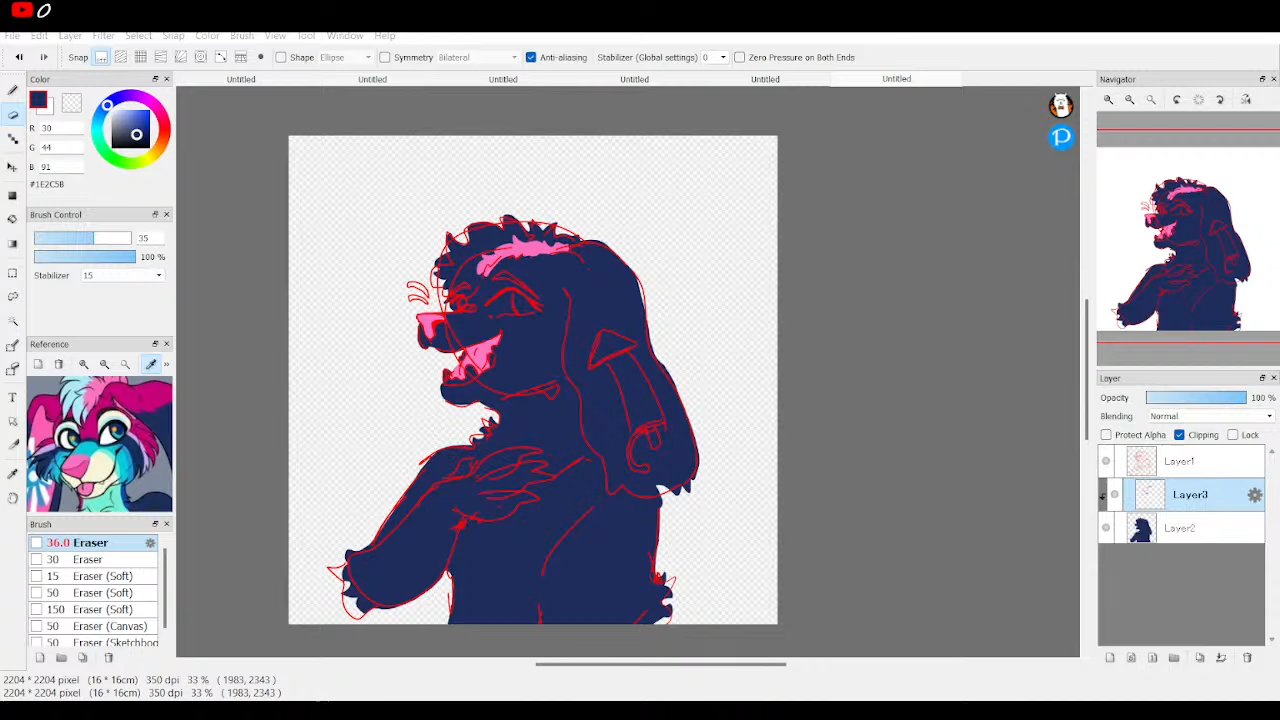 0
File Edit Layer Filter Select Snap Color Brush Tool Window Help
Snap Shape Ellipse Symmetry Bilateral Anti-aliasing Stabilizer (Global settings) 0 Zero Pressure on Both Ends
Color Untitled Untitled Untitled Untitled Untitled Untitled Navigator
R 30
G 44
B 91
#1E2C5B
Brush Control
35
100 %
Stabilizer 15
Reference
Brush
36.0 Eraser
30 Eraser
15 Eraser (Soft)
50 Eraser (Soft)
150 Eraser (Soft)
50 Eraser (Canvas)
50 Eraser (Sketchboo
Layer
Opacity 100 %
Blending Normal
Protect Alpha Clipping Lock
Layer1
Layer3
Layer2
2204 * 2204 pixel (16 * 16cm) 350 dpi 33 % ( 1983, 2343 )
2204 * 2204 pixel (16 * 16cm) 350 dpi 33 % ( 1983, 2343 )